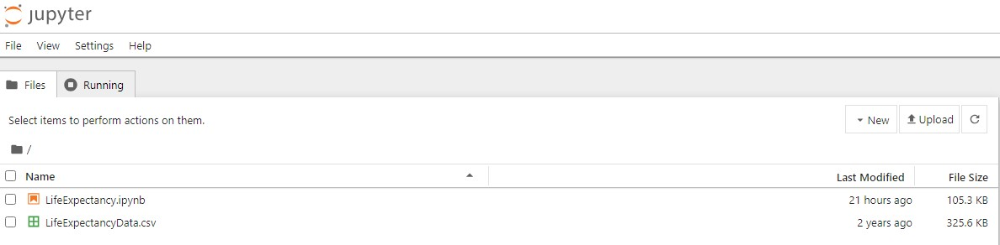 jupyter
File View Settings Help
Files Running
Select items to perform actions on them.
New Upload
/
Name Last Modified File Size
LifeExpectancy.ipynb 21 hours ago 105.3 KB
LifeExpectancyData.csv 2 years ago 325.6 KB